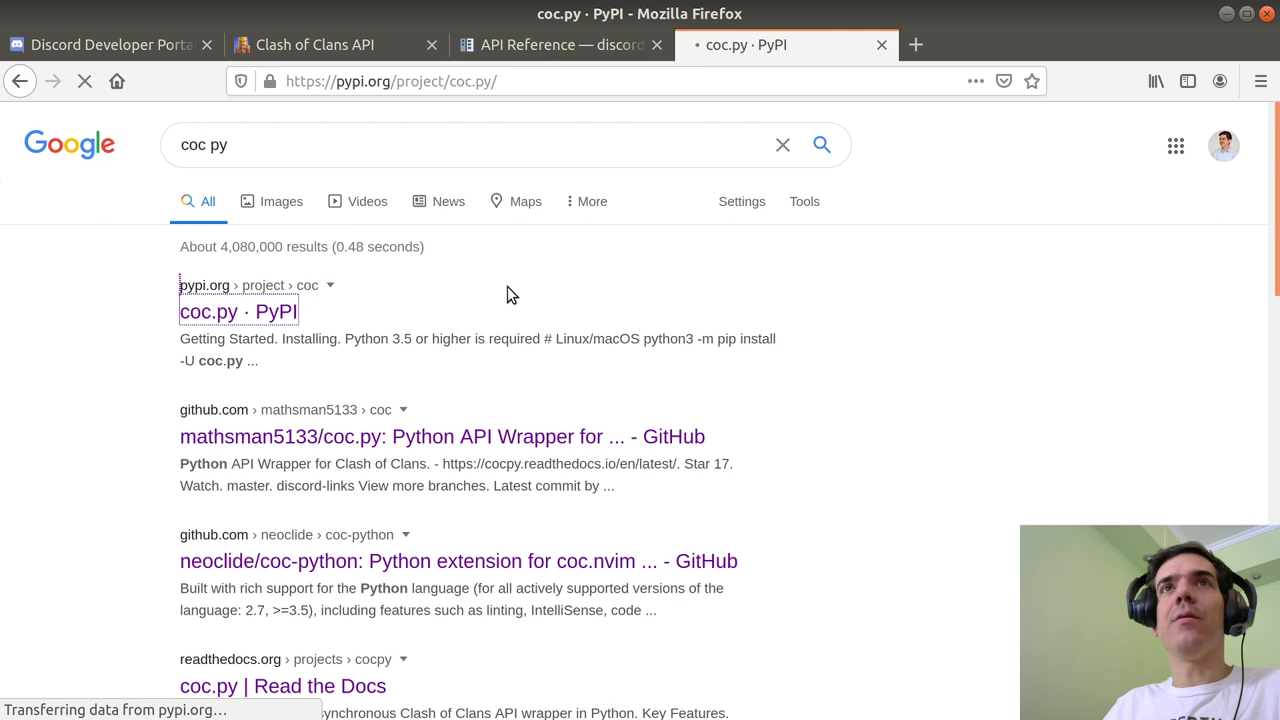 coc.py · PyPI - Mozilla Firefox
Discord Developer Porta
Clash of Clans API
API Reference — discord
coc.py · PyPI
https://pypi.org/project/coc.py/
Google
coc py
All
Images
Videos
News
Maps
More
Settings
Tools
About 4,080,000 results (0.48 seconds)
pypi.org › project › coc
coc.py · PyPI
Getting Started. Installing. Python 3.5 or higher is required # Linux/macOS python3 -m pip install
-U coc.py ...
github.com › mathsman5133 › coc
mathsman5133/coc.py: Python API Wrapper for ... - GitHub
Python API Wrapper for Clash of Clans. - https://cocpy.readthedocs.io/en/latest/. Star 17.
Watch. master. discord-links View more branches. Latest commit by ...
github.com › neoclide › coc-python
neoclide/coc-python: Python extension for coc.nvim ... - GitHub
Built with rich support for the Python language (for all actively supported versions of the
language: 2.7, >=3.5), including features such as linting, IntelliSense, code ...
readthedocs.org › projects › cocpy
coc.py | Read the Docs
Transferring data from pypi.org…
synchronous Clash of Clans API wrapper in Python. Key Features.